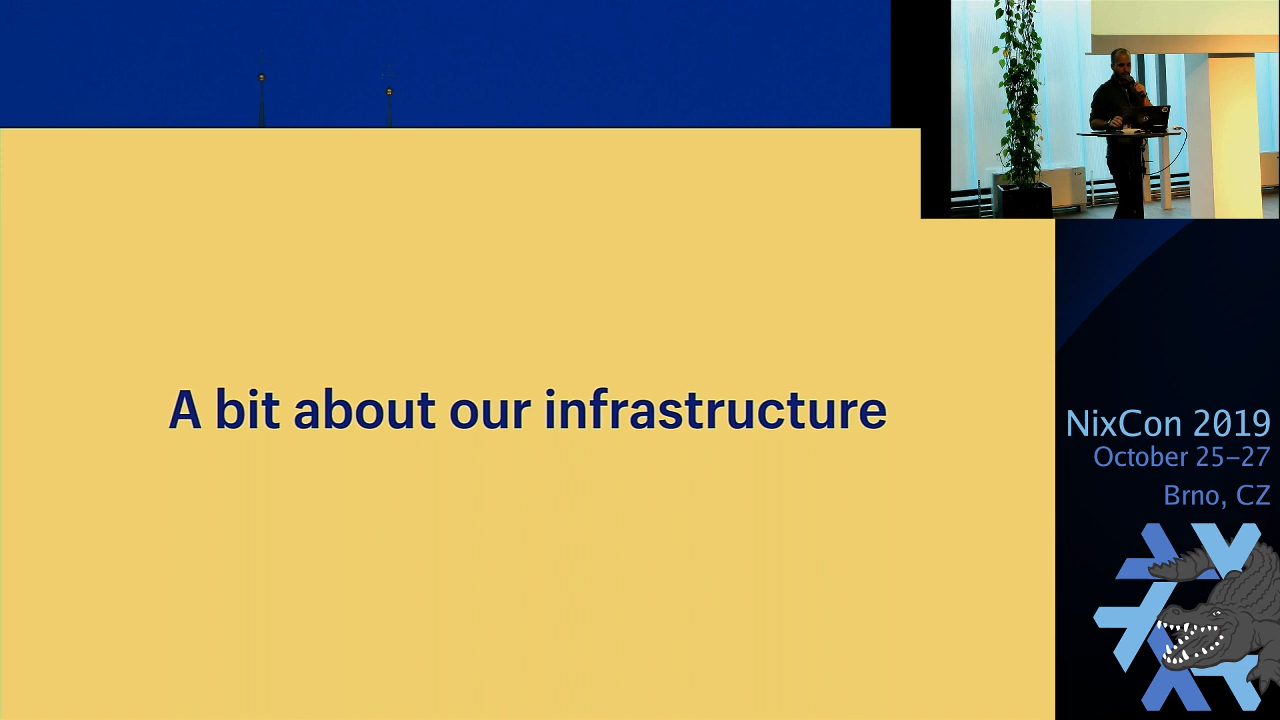 A bit about our infrastructure
NixCon 2019
October 25–27
Brno, CZ